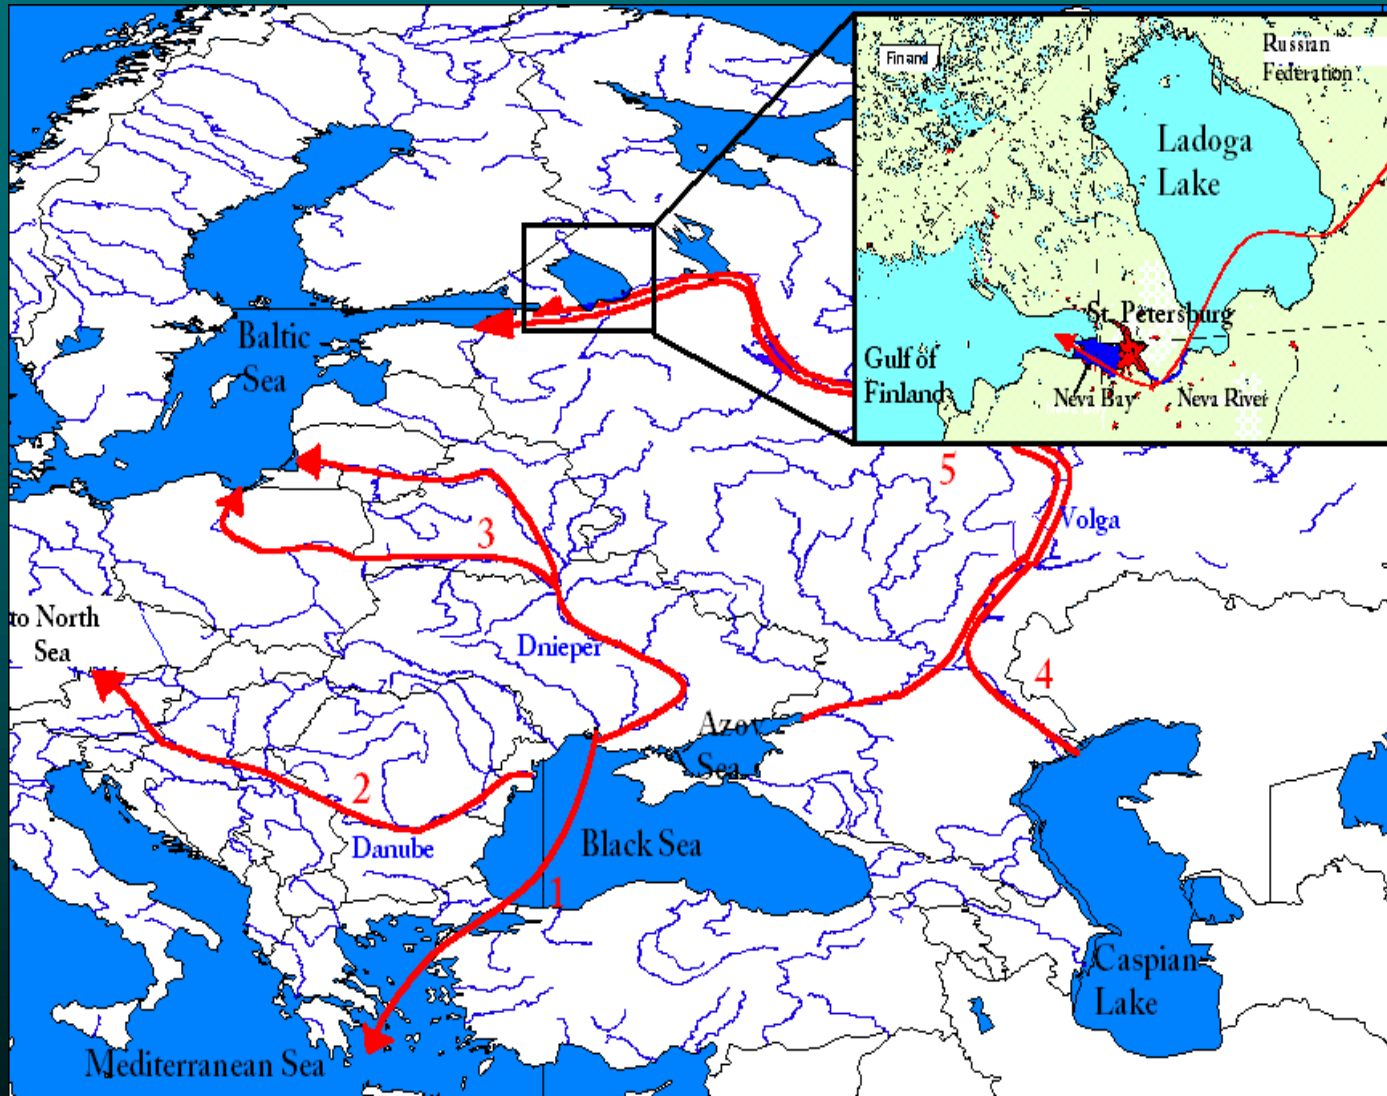 Finland
Russian
Federation
Ladoga
Lake
St. Petersburg
Gulf of
Finland
Neva Bay
Neva River
Baltic
Sea
5
Volga
3
to North
Sea
Dnieper
4
Azov
Sea
2
Danube
Black Sea
1
Caspian
Lake
Mediterranean Sea